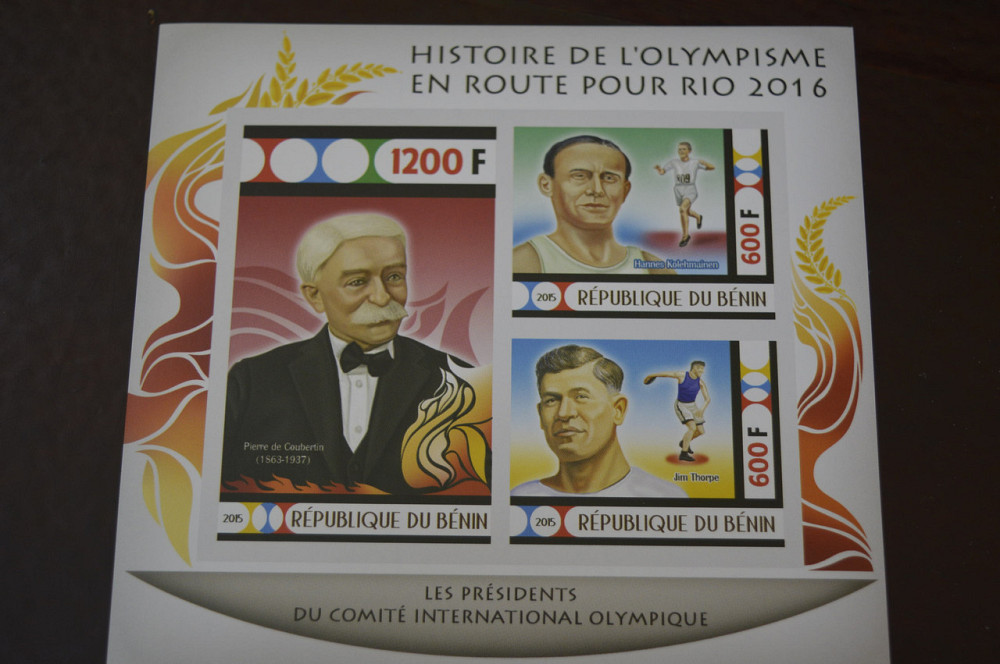 HISTOIRE DE L'OLYMPISME
EN ROUTE POUR RIO 2016
1200 F
Pierre de Coubertin
(1863-1937)
2015 RÉPUBLIQUE DU BÉNIN
600 F
Hannes Kolehmainen
2015 RÉPUBLIQUE DU BÉNIN
600 F
Jim Thorpe
2015 RÉPUBLIQUE DU BÉNIN
LES PRÉSIDENTS
DU COMITÉ INTERNATIONAL OLYMPIQUE